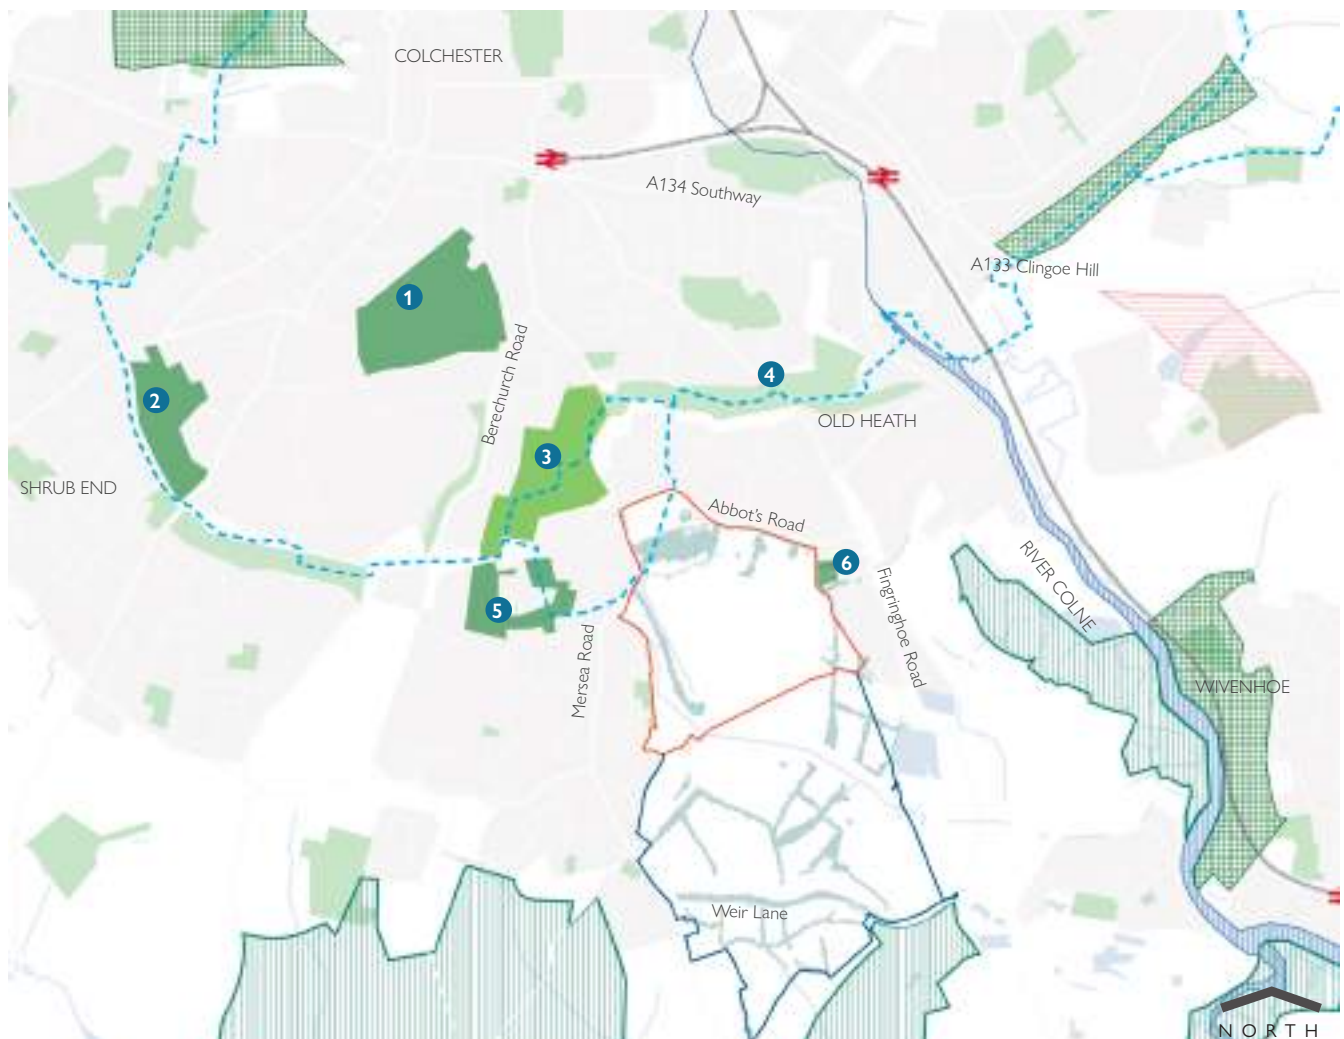 COLCHESTER
A134 Southway
A133 Clingoe Hill
1
Berechurch Road
4
2
OLD HEATH
3
SHRUB END
Abbot's Road
6
RIVER COLNE
Fingringhoe Road
5
Mersea Road
WIVENHOE
Weir Lane
NORTH